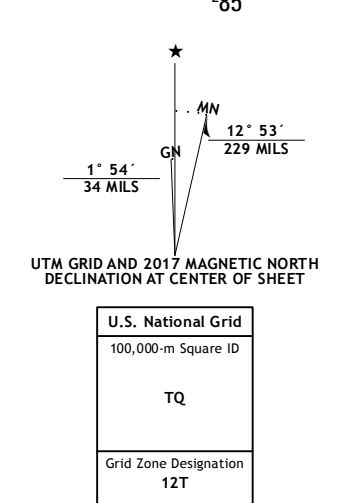 ²85
★
MN
12° 53´
229 MILS
GN
1° 54´
34 MILS
UTM GRID AND 2017 MAGNETIC NORTH
DECLINATION AT CENTER OF SHEET
U.S. National Grid
100,000-m Square ID
TQ
Grid Zone Designation
12T